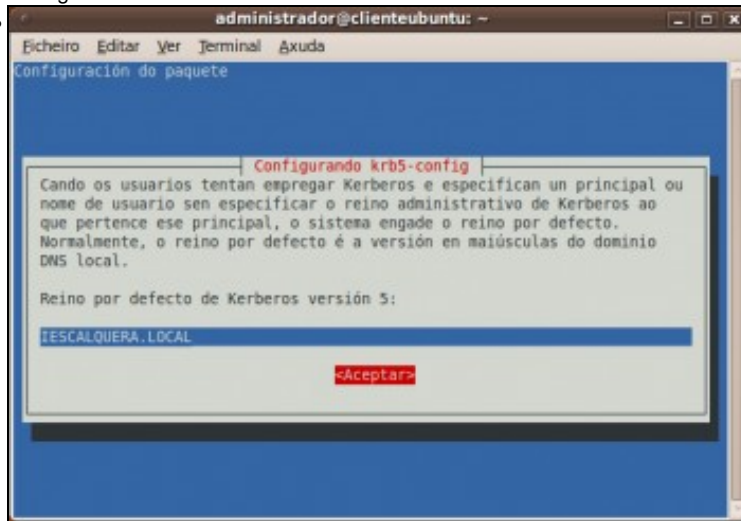 administrador@clienteubuntu: ~
Ficheiro Editar Ver Terminal Axuda
Configuración do paquete
Configurando krb5-config
Cando os usuarios tentan empregar Kerberos e especifican un principal ou
nome de usuario sen especificar o reino administrativo de Kerberos ao
que pertence ese principal, o sistema engade o reino por defecto.
Normalmente, o reino por defecto é a versión en maiúsculas do dominio
DNS local.
Reino por defecto de Kerberos versión 5:
IESCALQUERA.LOCAL
<Aceptar>